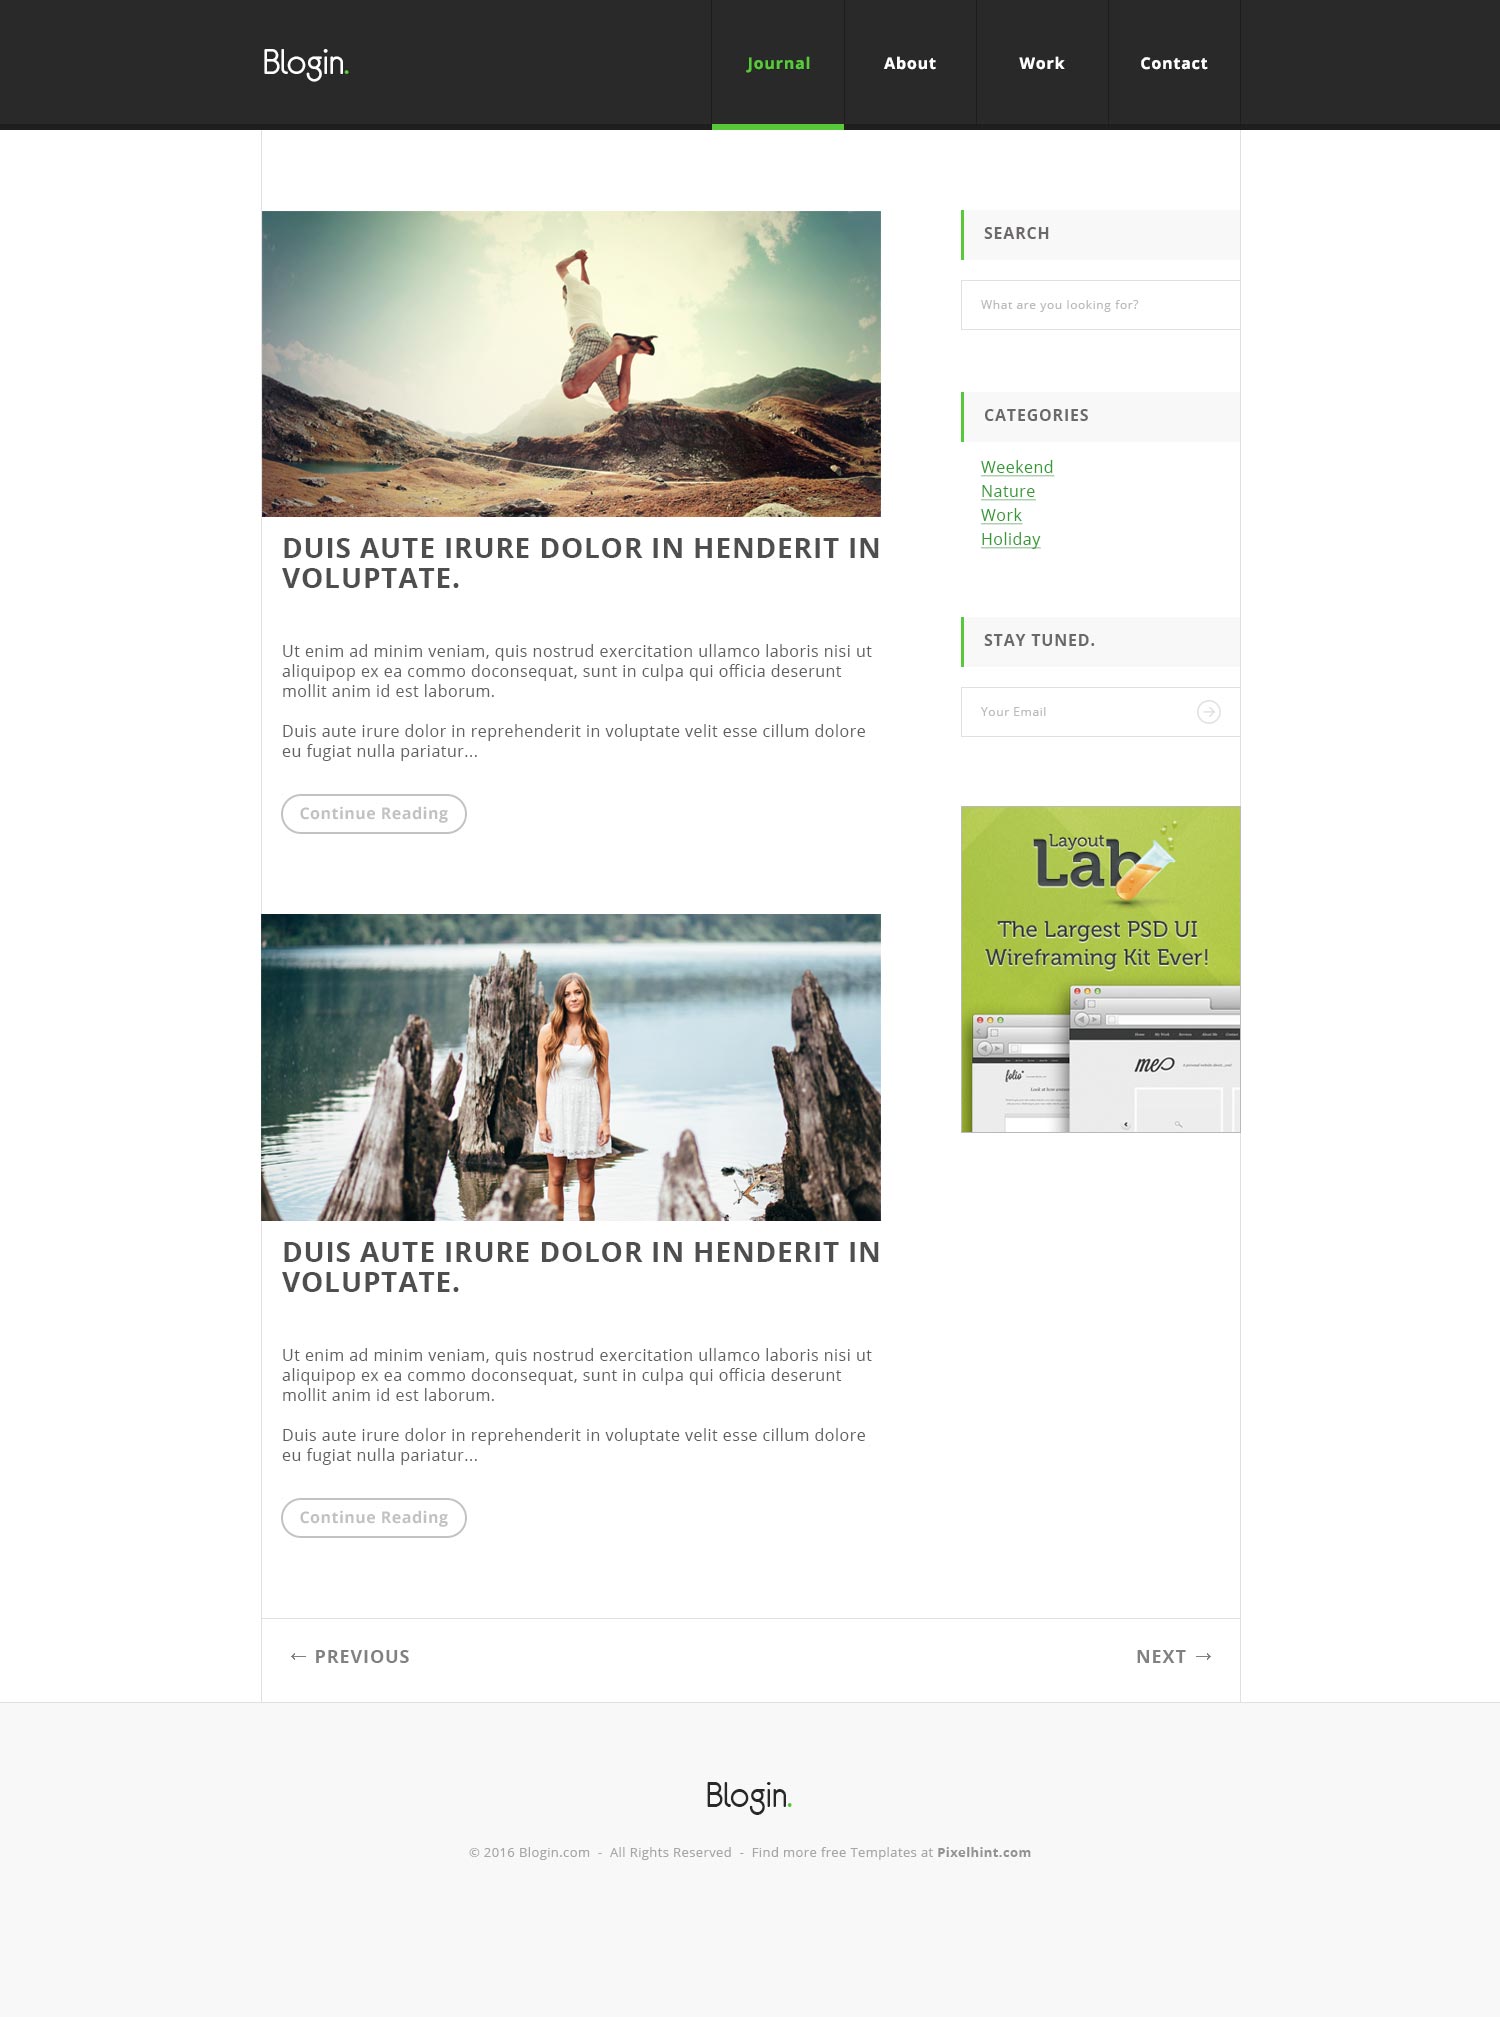 Blogin.
Journal
About
Work
Contact
DUIS AUTE IRURE DOLOR IN HENDERIT IN
VOLUPTATE.
Ut enim ad minim veniam, quis nostrud exercitation ullamco laboris nisi ut
aliquipop ex ea commo doconsequat, sunt in culpa qui officia deserunt
mollit anim id est laborum.
Duis aute irure dolor in reprehenderit in voluptate velit esse cillum dolore
eu fugiat nulla pariatur...
Continue Reading
DUIS AUTE IRURE DOLOR IN HENDERIT IN
VOLUPTATE.
Ut enim ad minim veniam, quis nostrud exercitation ullamco laboris nisi ut
aliquipop ex ea commo doconsequat, sunt in culpa qui officia deserunt
mollit anim id est laborum.
Duis aute irure dolor in reprehenderit in voluptate velit esse cillum dolore
eu fugiat nulla pariatur...
Continue Reading
SEARCH
What are you looking for?
CATEGORIES
Weekend
Nature
Work
Holiday
STAY TUNED.
Your Email
Layout
Lab
The Largest PSD UI
Wireframing Kit Ever!
Home My Work Services About Me Contact
meo
folio
← PREVIOUS
NEXT →
Blogin.
© 2016 Blogin.com - All Rights Reserved - Find more free Templates at Pixelhint.com